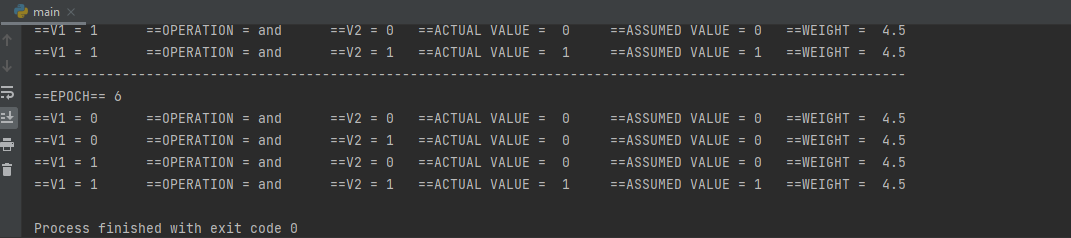 main
==V1 = 1      ==OPERATION = and      ==V2 = 0   ==ACTUAL VALUE =  0     ==ASSUMED VALUE = 0   ==WEIGHT =  4.5
==V1 = 1      ==OPERATION = and      ==V2 = 1   ==ACTUAL VALUE =  1     ==ASSUMED VALUE = 1   ==WEIGHT =  4.5
--------------------------------------------------------------------------------------------------------------
==EPOCH== 6
==V1 = 0      ==OPERATION = and      ==V2 = 0   ==ACTUAL VALUE =  0     ==ASSUMED VALUE = 0   ==WEIGHT =  4.5
==V1 = 0      ==OPERATION = and      ==V2 = 1   ==ACTUAL VALUE =  0     ==ASSUMED VALUE = 0   ==WEIGHT =  4.5
==V1 = 1      ==OPERATION = and      ==V2 = 0   ==ACTUAL VALUE =  0     ==ASSUMED VALUE = 0   ==WEIGHT =  4.5
==V1 = 1      ==OPERATION = and      ==V2 = 1   ==ACTUAL VALUE =  1     ==ASSUMED VALUE = 1   ==WEIGHT =  4.5
Process finished with exit code 0